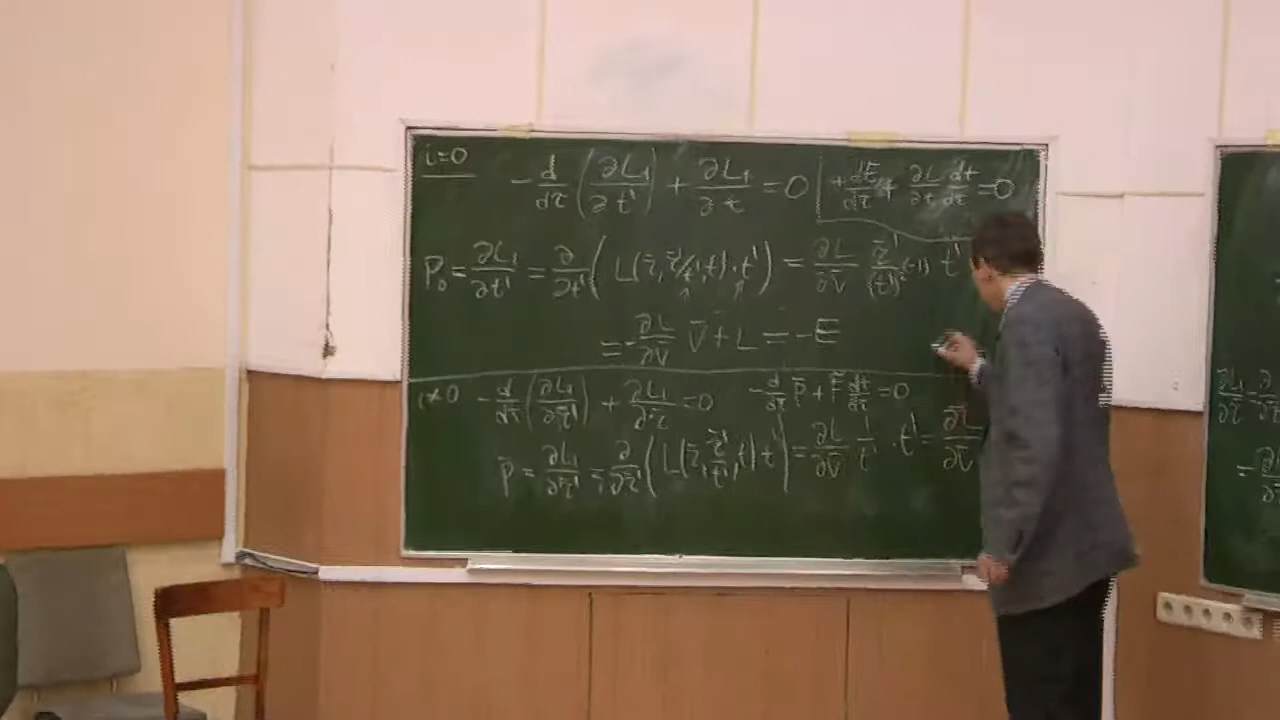 i=0 -d/dτ(∂L₁/∂t') + ∂L₁/∂t = 0 | +dE/dτ + ∂L/∂t dt/dτ = 0
P₀ = ∂L₁/∂t' = ∂/∂t'( L(r̄, r̄'/t', t)·t') = ∂L/∂v̄ r̄'/(t')² (-1) t'
= -∂L/∂v̄ v̄ + L = -E
i≠0 -d/dτ(∂L₁/∂r̄') + ∂L₁/∂r̄ = 0 -d/dτ p̄ + F̄ dt/dτ = 0
p̄ = ∂L₁/∂r̄' = ∂/∂r̄'( L(r̄, r̄'/t', t) t') = ∂L/∂v̄ 1/t' · t' = ∂L/∂v̄